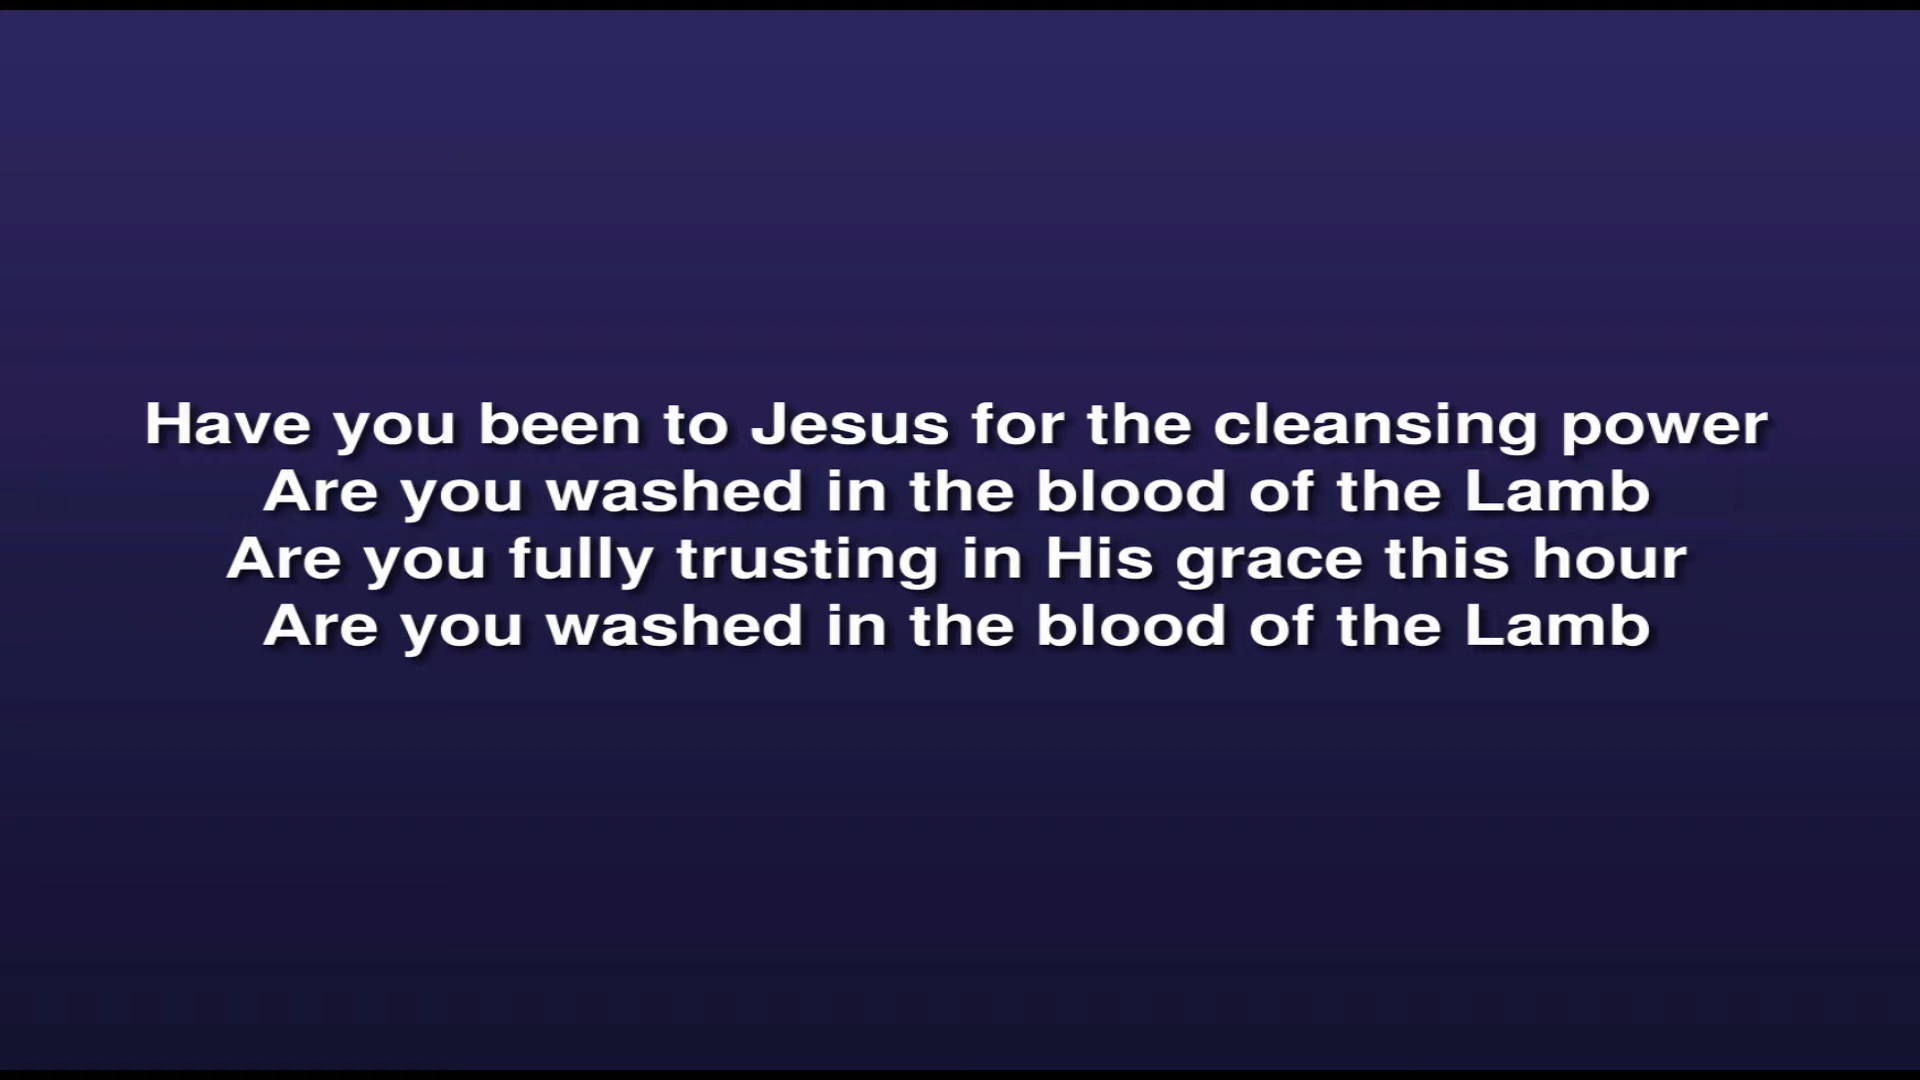 Have you been to Jesus for the cleansing power
Are you washed in the blood of the Lamb
Are you fully trusting in His grace this hour
Are you washed in the blood of the Lamb